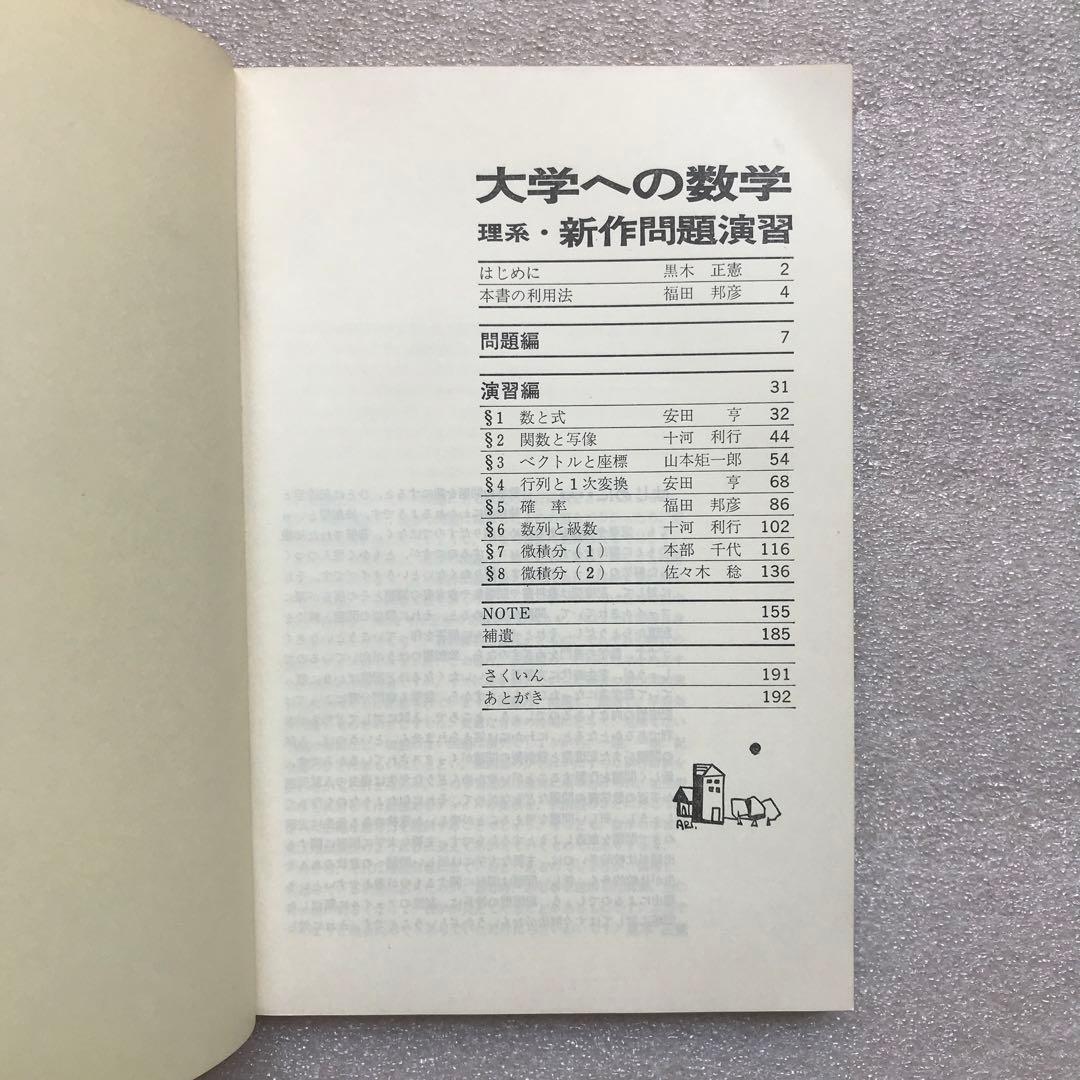 大学への数学
理系・新作問題演習
はじめに 黒木 正憲 2
本書の利用法 福田 邦彦 4
問題編 7
演習編 31
§1 数と式 安田 亨 32
§2 関数と写像 十河 利行 44
§3 ベクトルと座標 山本矩一郎 54
§4 行列と1次変換 安田 亨 68
§5 確率 福田 邦彦 86
§6 数列と級数 十河 利行 102
§7 微積分(1) 本部 千代 116
§8 微積分(2) 佐々木 稔 136
NOTE 155
補遺 185
さくいん 191
あとがき 192